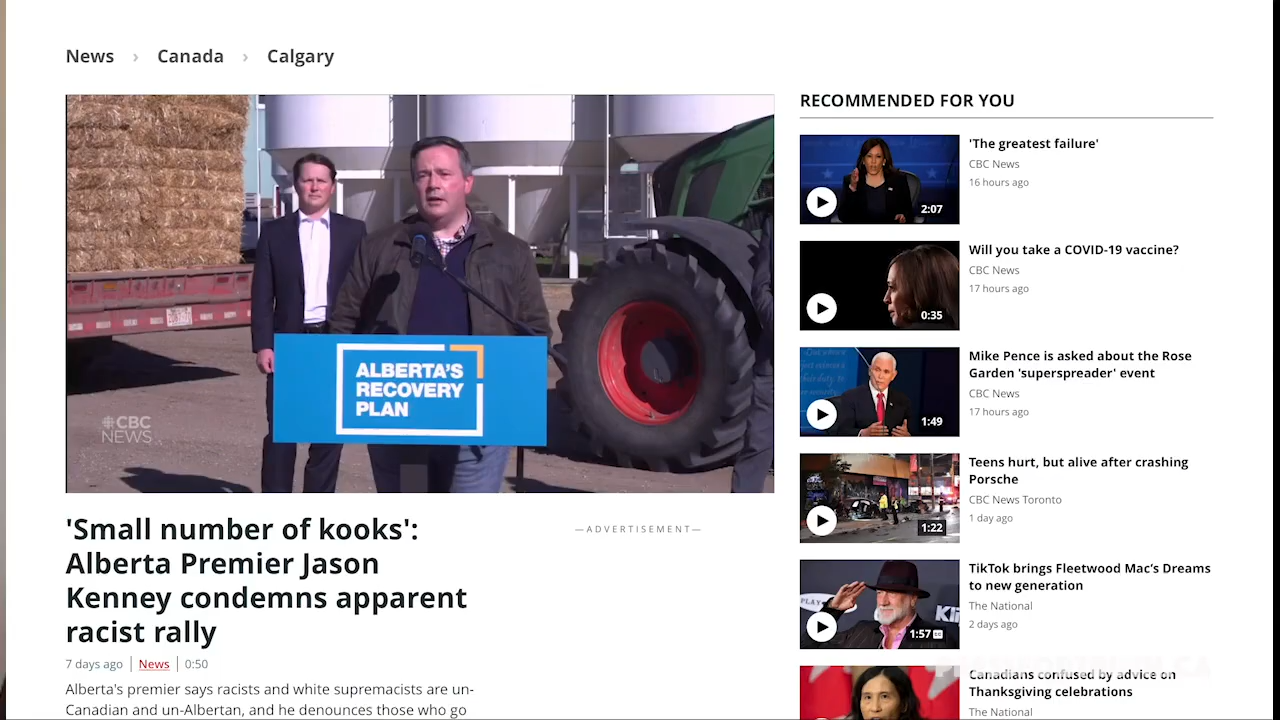 News › Canada › Calgary
ALBERTA'S
RECOVERY
PLAN
CBC
NEWS
'Small number of kooks':
Alberta Premier Jason
Kenney condemns apparent
racist rally
7 days ago | News | 0:50
Alberta's premier says racists and white supremacists are un-
Canadian and un-Albertan, and he denounces those who go
—ADVERTISEMENT—
RECOMMENDED FOR YOU
2:07
'The greatest failure'
CBC News
16 hours ago
0:35
Will you take a COVID-19 vaccine?
CBC News
17 hours ago
1:49
Mike Pence is asked about the Rose
Garden 'superspreader' event
CBC News
17 hours ago
1:22
Teens hurt, but alive after crashing
Porsche
CBC News Toronto
1 day ago
PLAY
1:57
TikTok brings Fleetwood Mac's Dreams
to new generation
The National
2 days ago
Canadians confused by advice on
Thanksgiving celebrations
The National